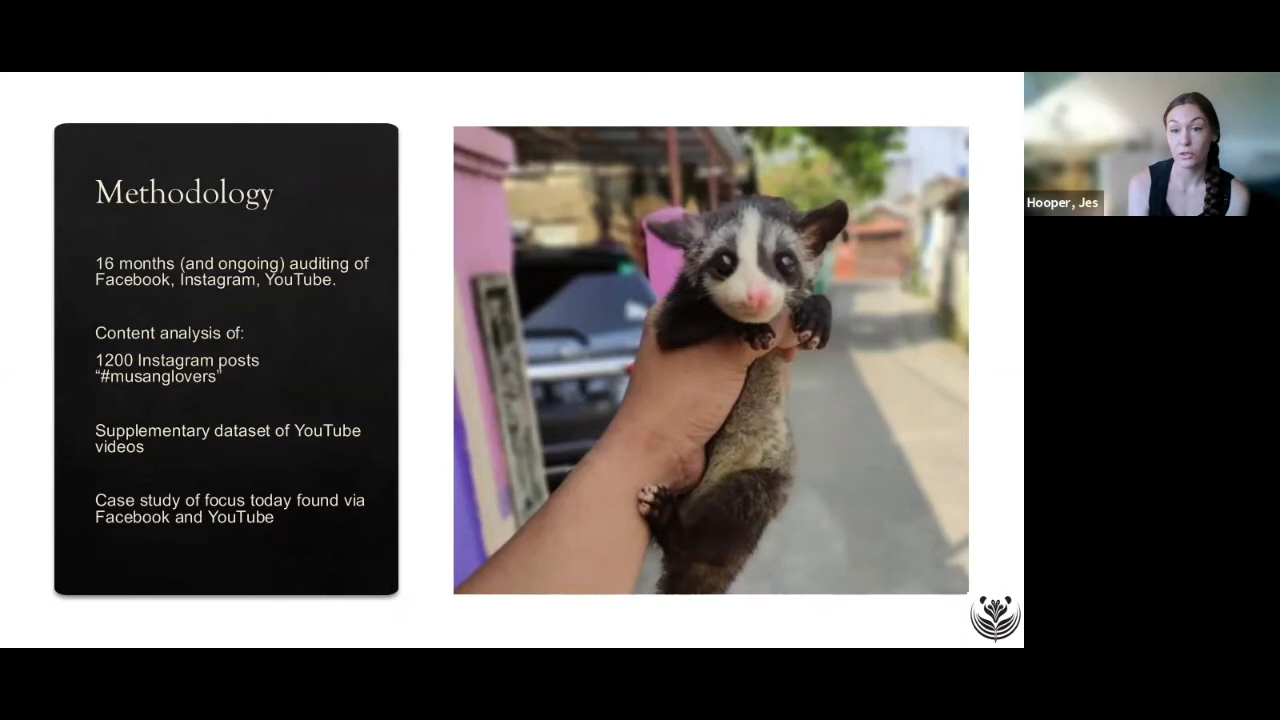 Methodology
16 months (and ongoing) auditing of
Facebook, Instagram, YouTube.
Content analysis of:
1200 Instagram posts
“#musanglovers”
Supplementary dataset of YouTube
videos
Case study of focus today found via
Facebook and YouTube
Hooper, Jes